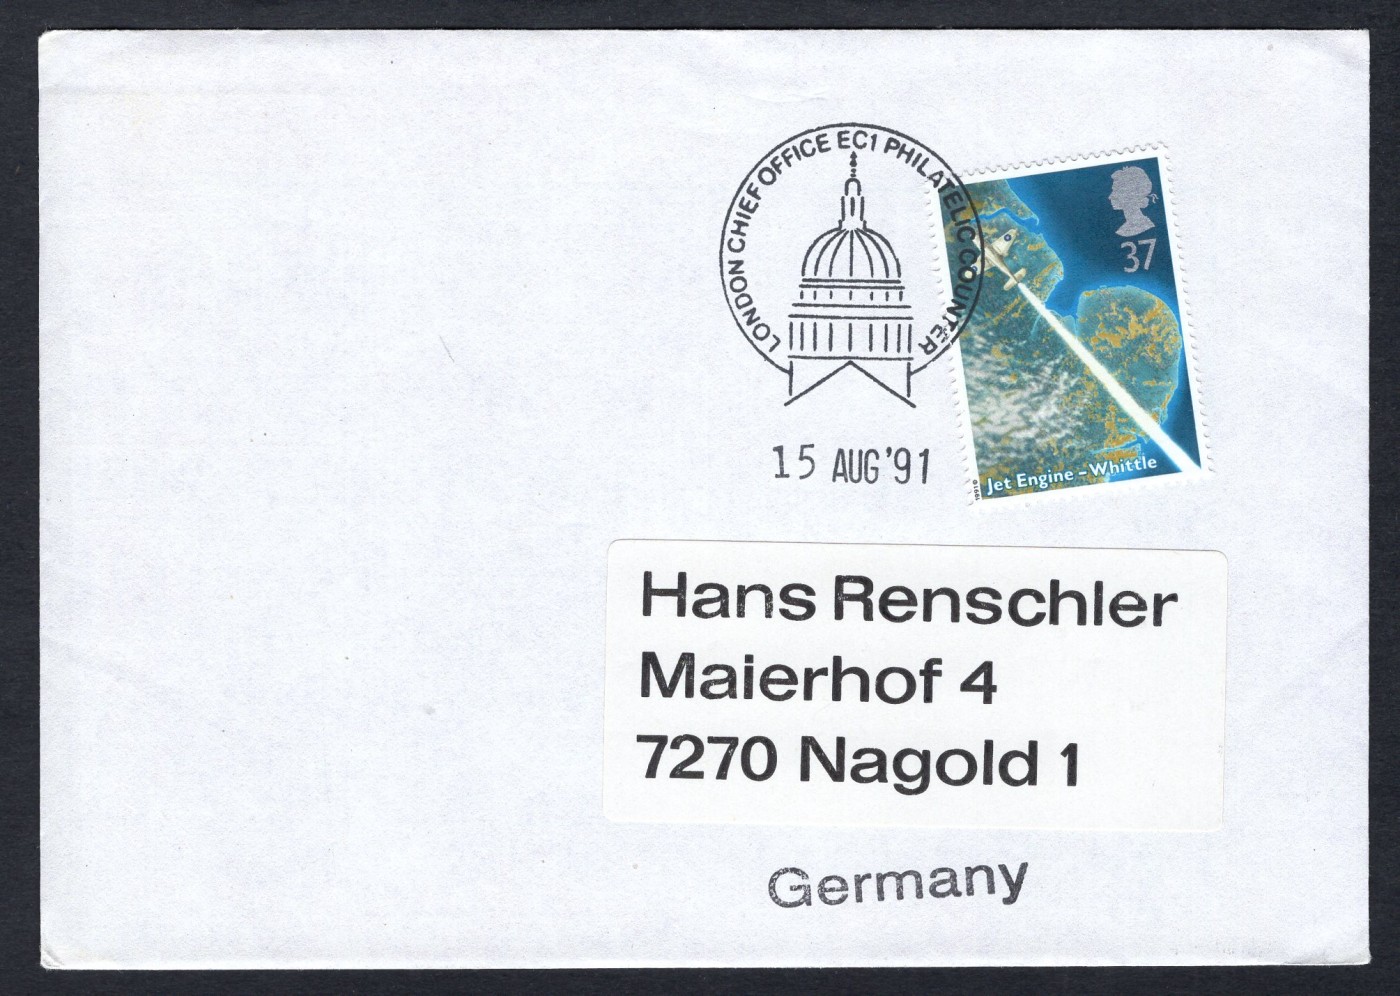 LONDON CHIEF OFFICE EC1 PHILATELIC COUNTER
15 AUG '91
37
Jet Engine – Whittle
©1991
Hans Renschler
Maierhof 4
7270 Nagold 1
Germany